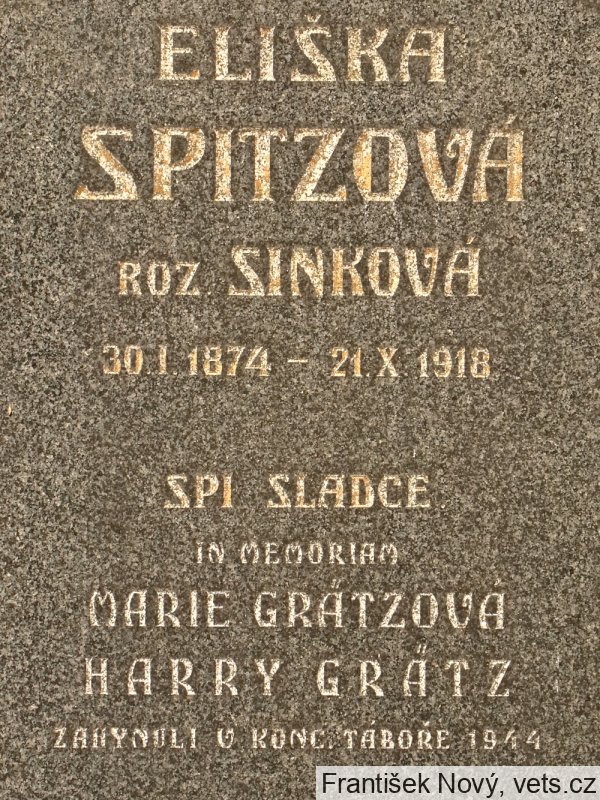 ELIŠKA
SPITZOVÁ
ROZ. SINKOVÁ
30.I.1874 – 21.X.1918
SPI SLADCE
IN MEMORIAM
MARIE GRÄTZOVÁ
HARRY GRÄTZ
ZAHYNULI V KONC. TÁBOŘE 1944
František Nový, vets.cz